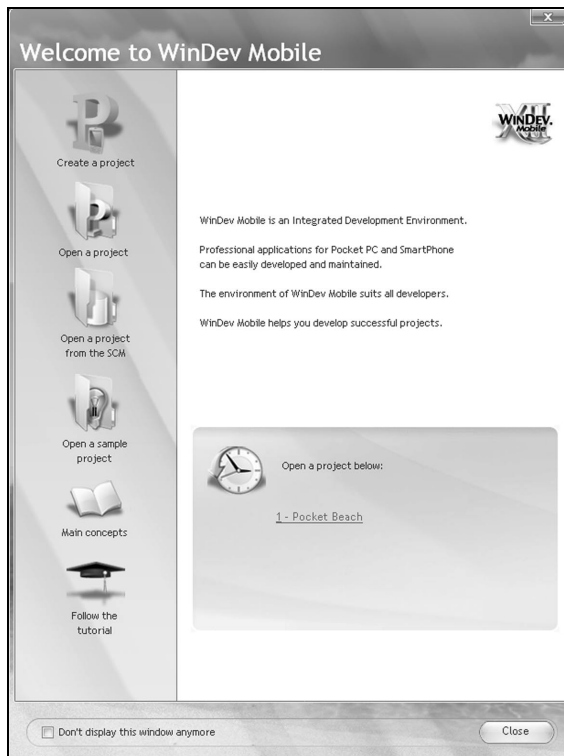 Welcome to WinDev Mobile
Create a project
Open a project
Open a project
from the SCM
Open a sample
project
Main concepts
Follow the
tutorial
WINDEV.
Mobile
WinDev Mobile is an Integrated Development Environment.
Professional applications for Pocket PC and SmartPhone
can be easily developed and maintained.
The environment of WinDev Mobile suits all developers.
WinDev Mobile helps you develop successful projects.
Open a project below:
1 - Pocket Beach
Don't display this window anymore
Close